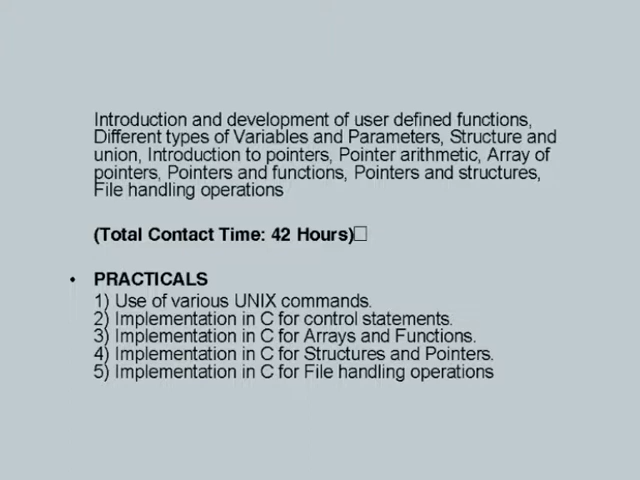 Introduction and development of user defined functions,
Different types of Variables and Parameters, Structure and
union, Introduction to pointers, Pointer arithmetic, Array of
pointers, Pointers and functions, Pointers and structures,
File handling operations
(Total Contact Time: 42 Hours)□
• PRACTICALS
1) Use of various UNIX commands.
2) Implementation in C for control statements.
3) Implementation in C for Arrays and Functions.
4) Implementation in C for Structures and Pointers.
5) Implementation in C for File handling operations